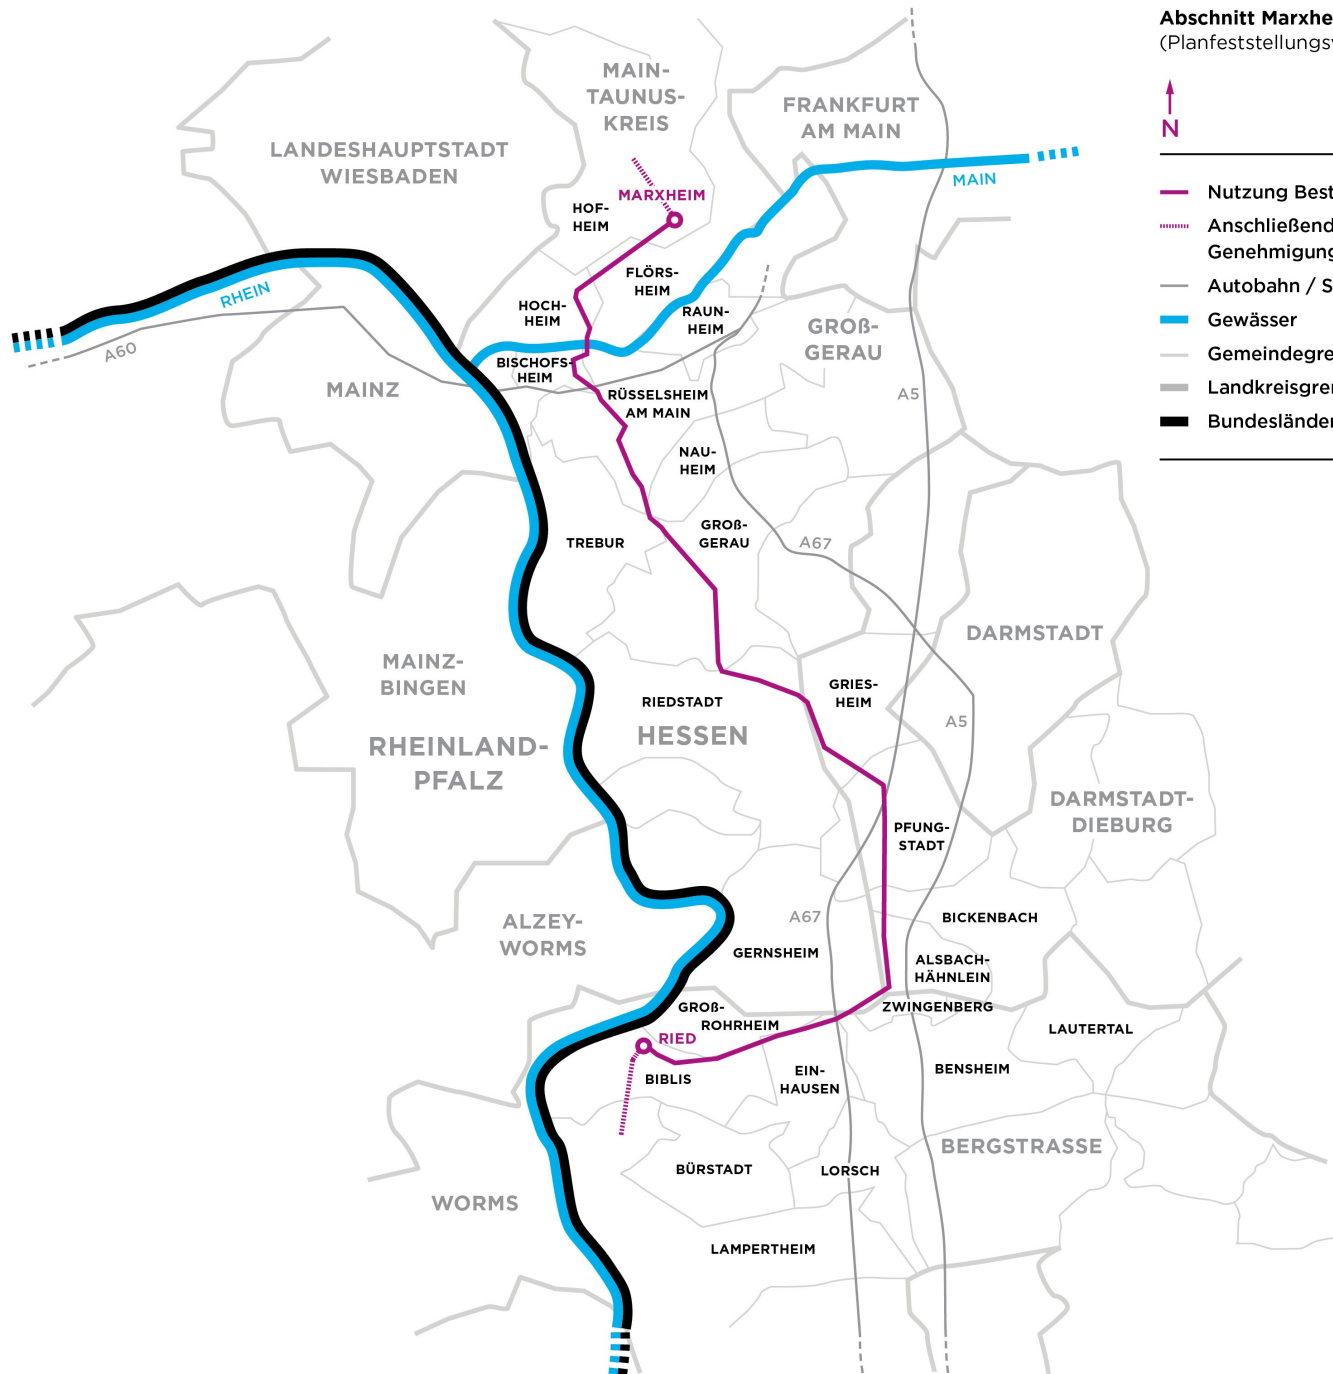 Abschnitt Marxhe
(Planfeststellungsv
N
Nutzung Best
Anschließend
Genehmigung
Autobahn / S
Gewässer
Gemeindegre
Landkreisgren
Bundesländer
MAIN-
TAUNUS-
KREIS
FRANKFURT
AM MAIN
LANDESHAUPTSTADT
WIESBADEN
MAIN
MARXHEIM
HOF-
HEIM
FLÖRS-
HEIM
RHEIN
HOCH-
HEIM
RAUN-
HEIM
GROß-
GERAU
A60
BISCHOFS-
HEIM
MAINZ
RÜSSELSHEIM
AM MAIN
A5
NAU-
HEIM
TREBUR
GROß-
GERAU
A67
DARMSTADT
MAINZ-
BINGEN
RIEDSTADT
GRIES-
HEIM
A5
HESSEN
RHEINLAND-
PFALZ
DARMSTADT-
DIEBURG
PFUNG-
STADT
ALZEY-
WORMS
A67
BICKENBACH
GERNSHEIM
ALSBACH-
HÄHNLEIN
ZWINGENBERG
GROß-
ROHRHEIM
LAUTERTAL
RIED
BIBLIS
EIN-
HAUSEN
BENSHEIM
BERGSTRASSE
BÜRSTADT
LORSCH
WORMS
LAMPERTHEIM